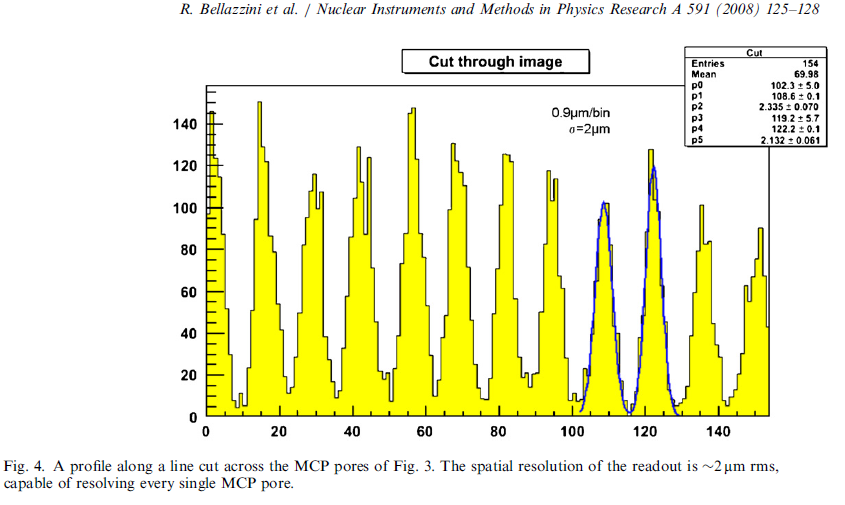 R. Bellazzini et al. / Nuclear Instruments and Methods in Physics Research A 591 (2008) 125–128
Cut through image
Cut
Entries 154
Mean 69.98
p0 102.3 ± 5.0
p1 108.6 ± 0.1
p2 2.335 ± 0.070
p3 119.2 ± 5.7
p4 122.2 ± 0.1
p5 2.132 ± 0.061
0.9μm/bin
σ=2μm
140
120
100
80
60
40
20
0
0 20 40 60 80 100 120 140
Fig. 4. A profile along a line cut across the MCP pores of Fig. 3. The spatial resolution of the readout is ~2 μm rms,
capable of resolving every single MCP pore.